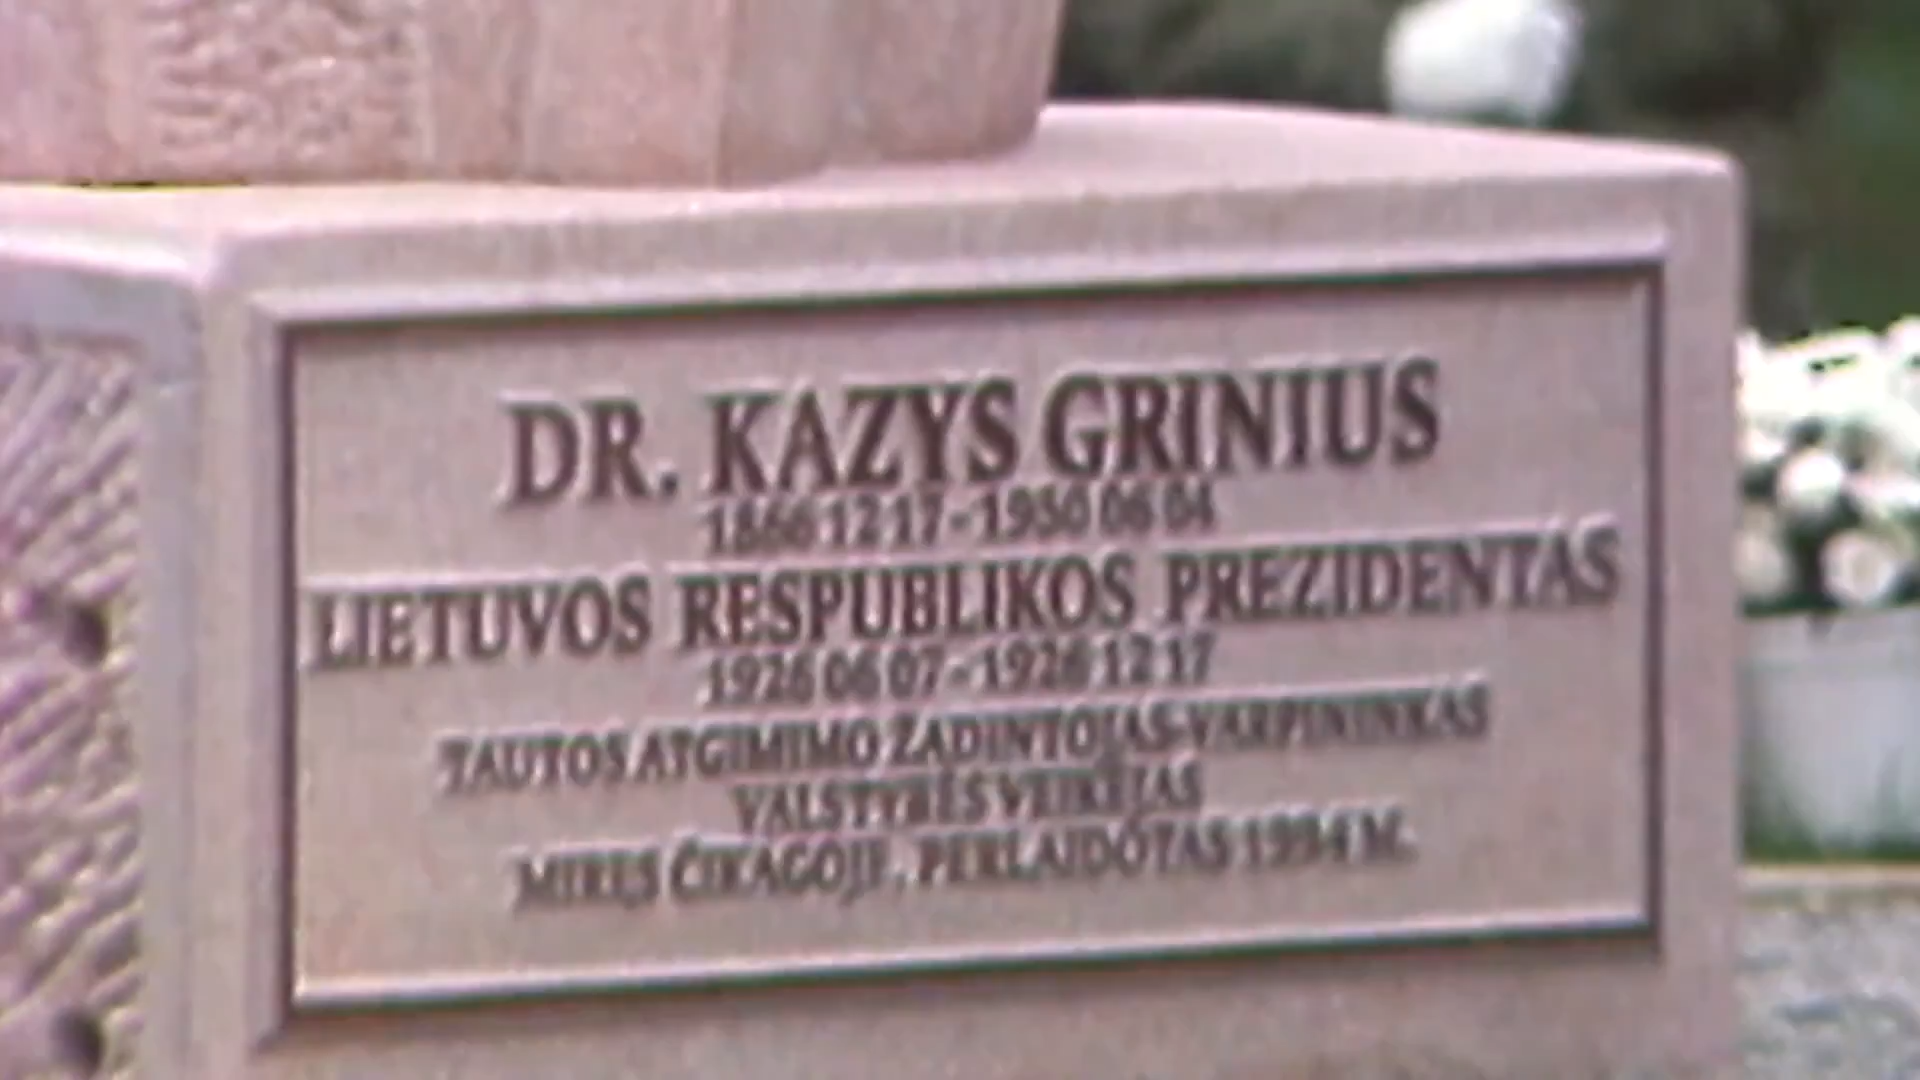 DR. KAZYS GRINIUS
1866 12 17 - 1950 06 04
LIETUVOS RESPUBLIKOS PREZIDENTAS
1926 06 07 - 1926 12 17
TAUTOS ATGIMIMO ŽADINTOJAS-VARPININKAS
VALSTYBĖS VEIKĖJAS
MIRĘS ČIKAGOJE, PERLAIDOTAS 1994 M.